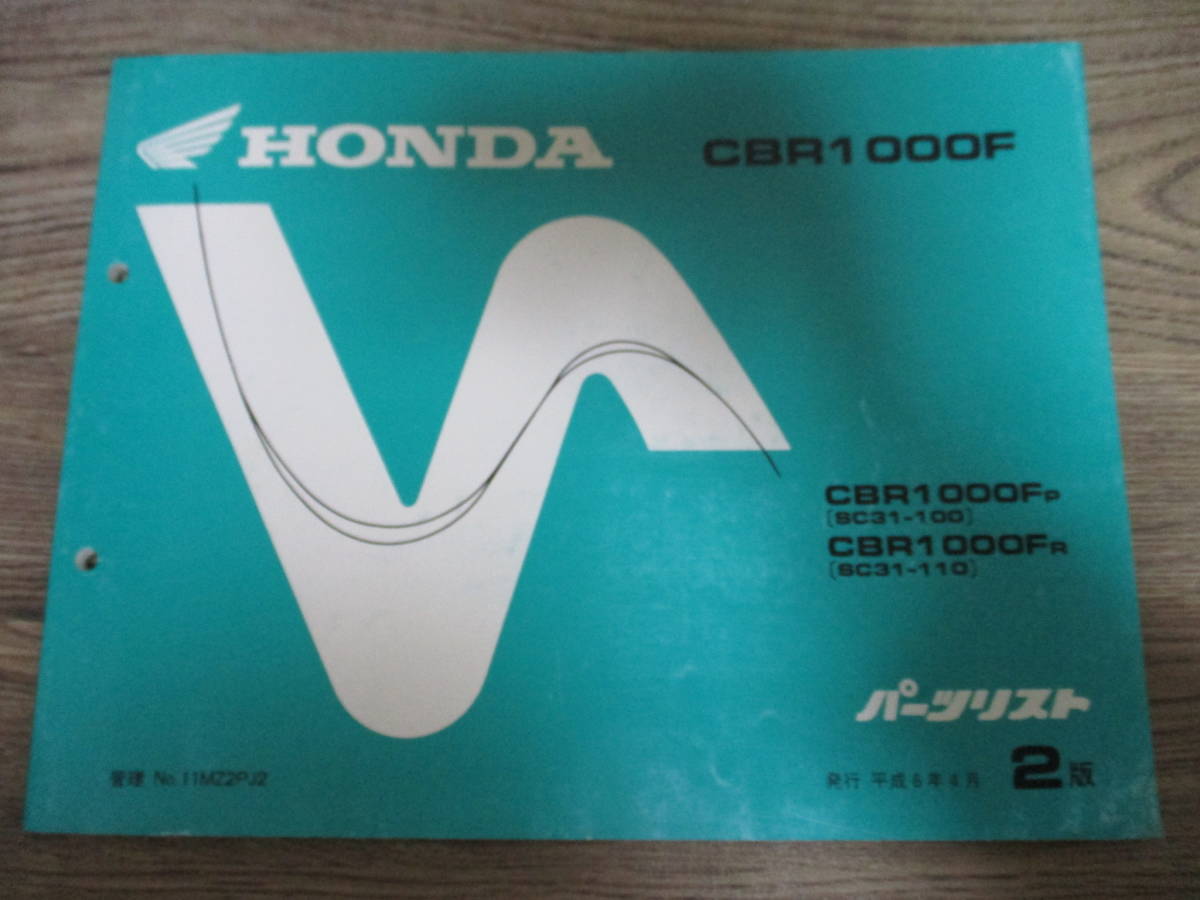 HONDA CBR1000F
CBR1000FP
(SC31-100)
CBR1000FR
(SC31-110)
パーツリスト
管理 No.11MZ2PJ2
発行 平成6年4月 2版